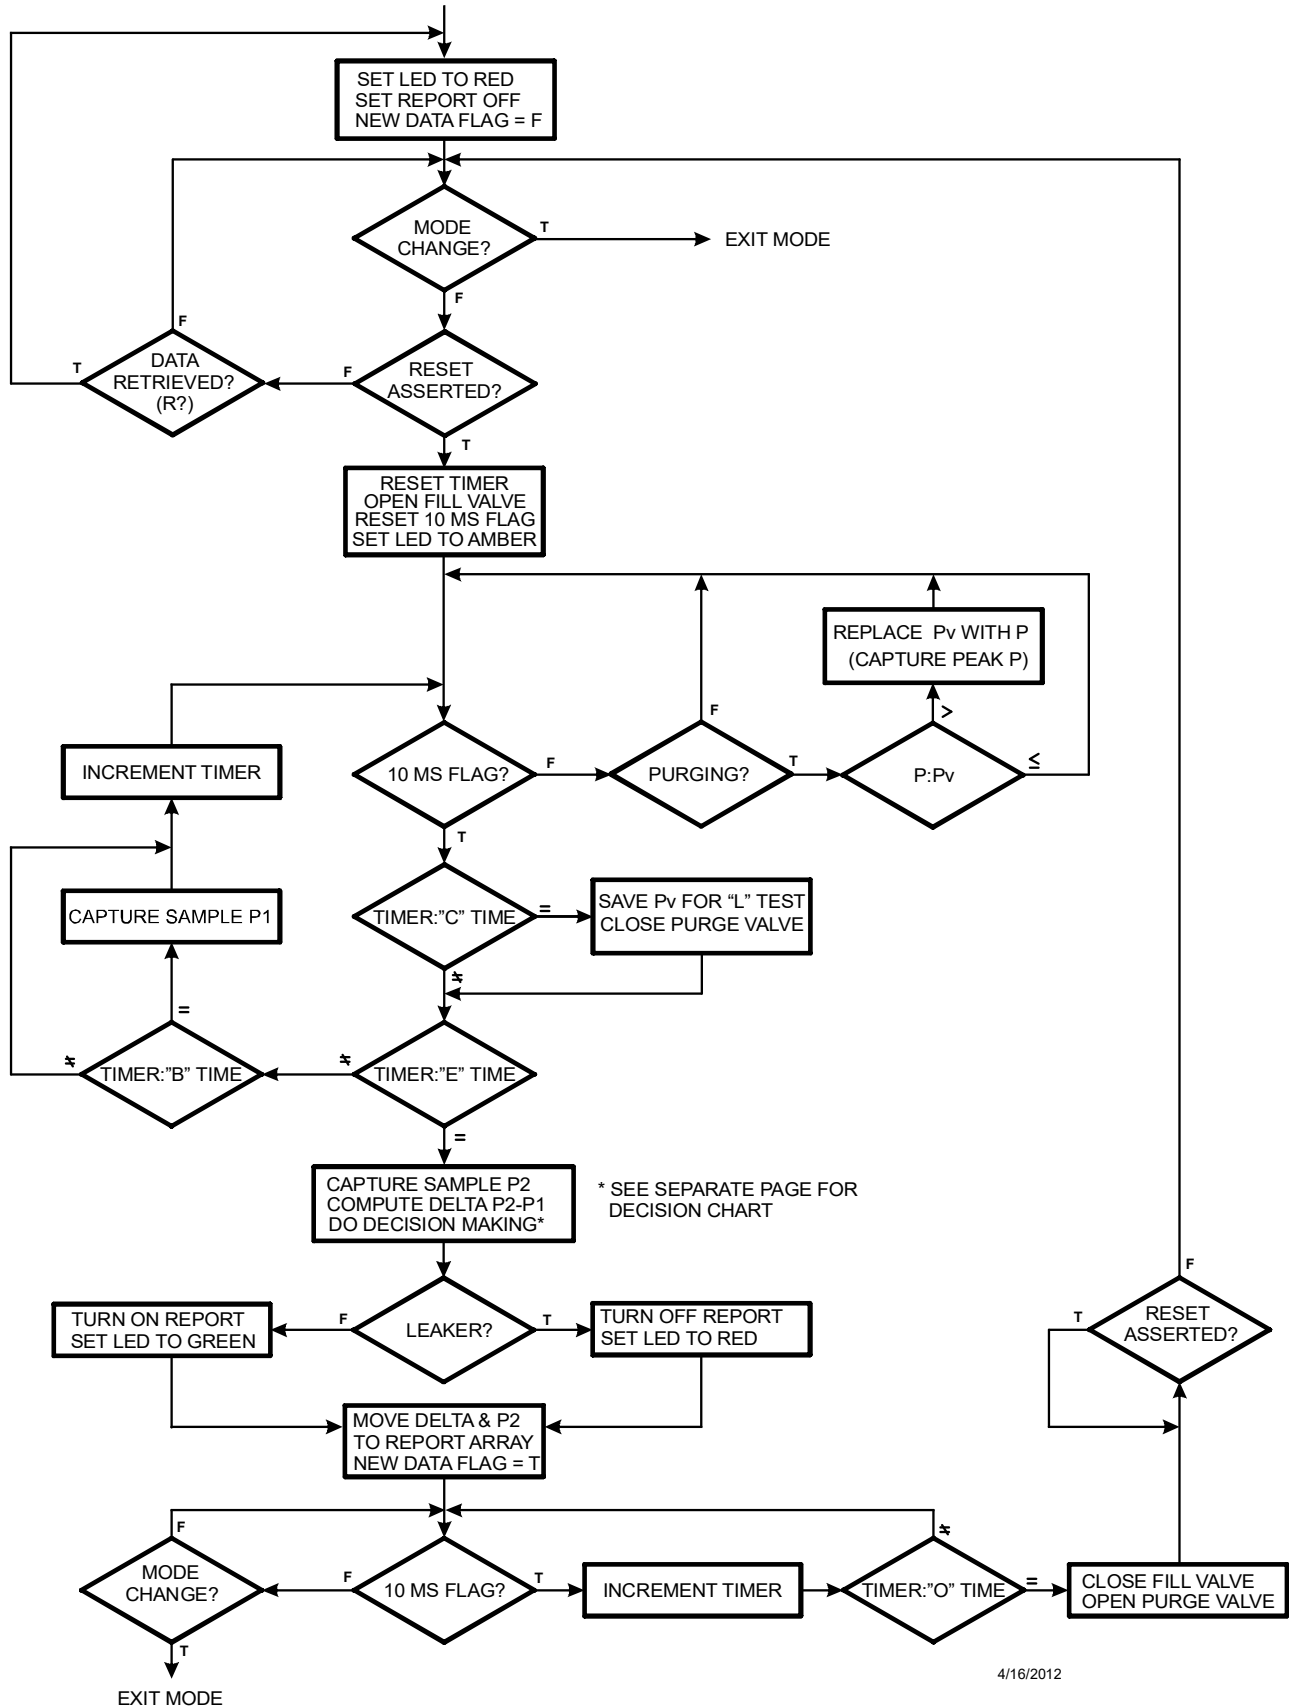 SET LED TO RED
SET REPORT OFF
NEW DATA FLAG = F
MODE
CHANGE?
T
EXIT MODE
F
F
DATA
RETRIEVED?
(R?)
T
F
RESET
ASSERTED?
T
RESET TIMER
OPEN FILL VALVE
RESET 10 MS FLAG
SET LED TO AMBER
REPLACE Pv WITH P
(CAPTURE PEAK P)
>
F
INCREMENT TIMER
10 MS FLAG?
F
PURGING?
T
P:Pv
≤
T
CAPTURE SAMPLE P1
TIMER:"C" TIME
=
SAVE Pv FOR "L" TEST
CLOSE PURGE VALVE
≠
=
≠
TIMER:"B" TIME
≠
TIMER:"E" TIME
=
CAPTURE SAMPLE P2
COMPUTE DELTA P2-P1
DO DECISION MAKING*
* SEE SEPARATE PAGE FOR
DECISION CHART
TURN ON REPORT
SET LED TO GREEN
F
LEAKER?
T
TURN OFF REPORT
SET LED TO RED
F
T
RESET
ASSERTED?
MOVE DELTA & P2
TO REPORT ARRAY
NEW DATA FLAG = T
F
≠
MODE
CHANGE?
F
10 MS FLAG?
T
INCREMENT TIMER
TIMER:"O" TIME
=
CLOSE FILL VALVE
OPEN PURGE VALVE
T
EXIT MODE
4/16/2012